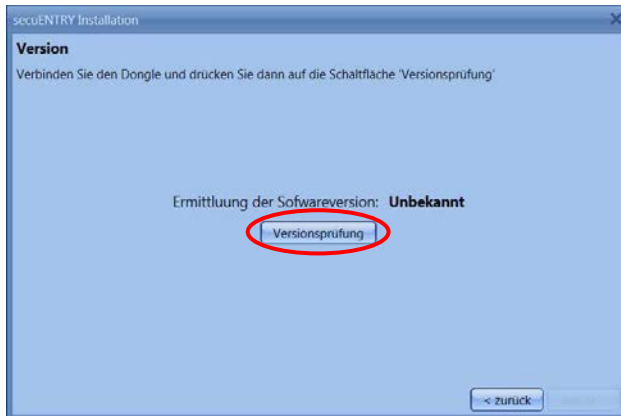 secuENTRY Installation
Version
Verbinden Sie den Dongle und drücken Sie dann auf die Schaltfläche 'Versionsprüfung'
Ermittluung der Sofwareversion: Unbekannt
Versionsprüfung
< zurück